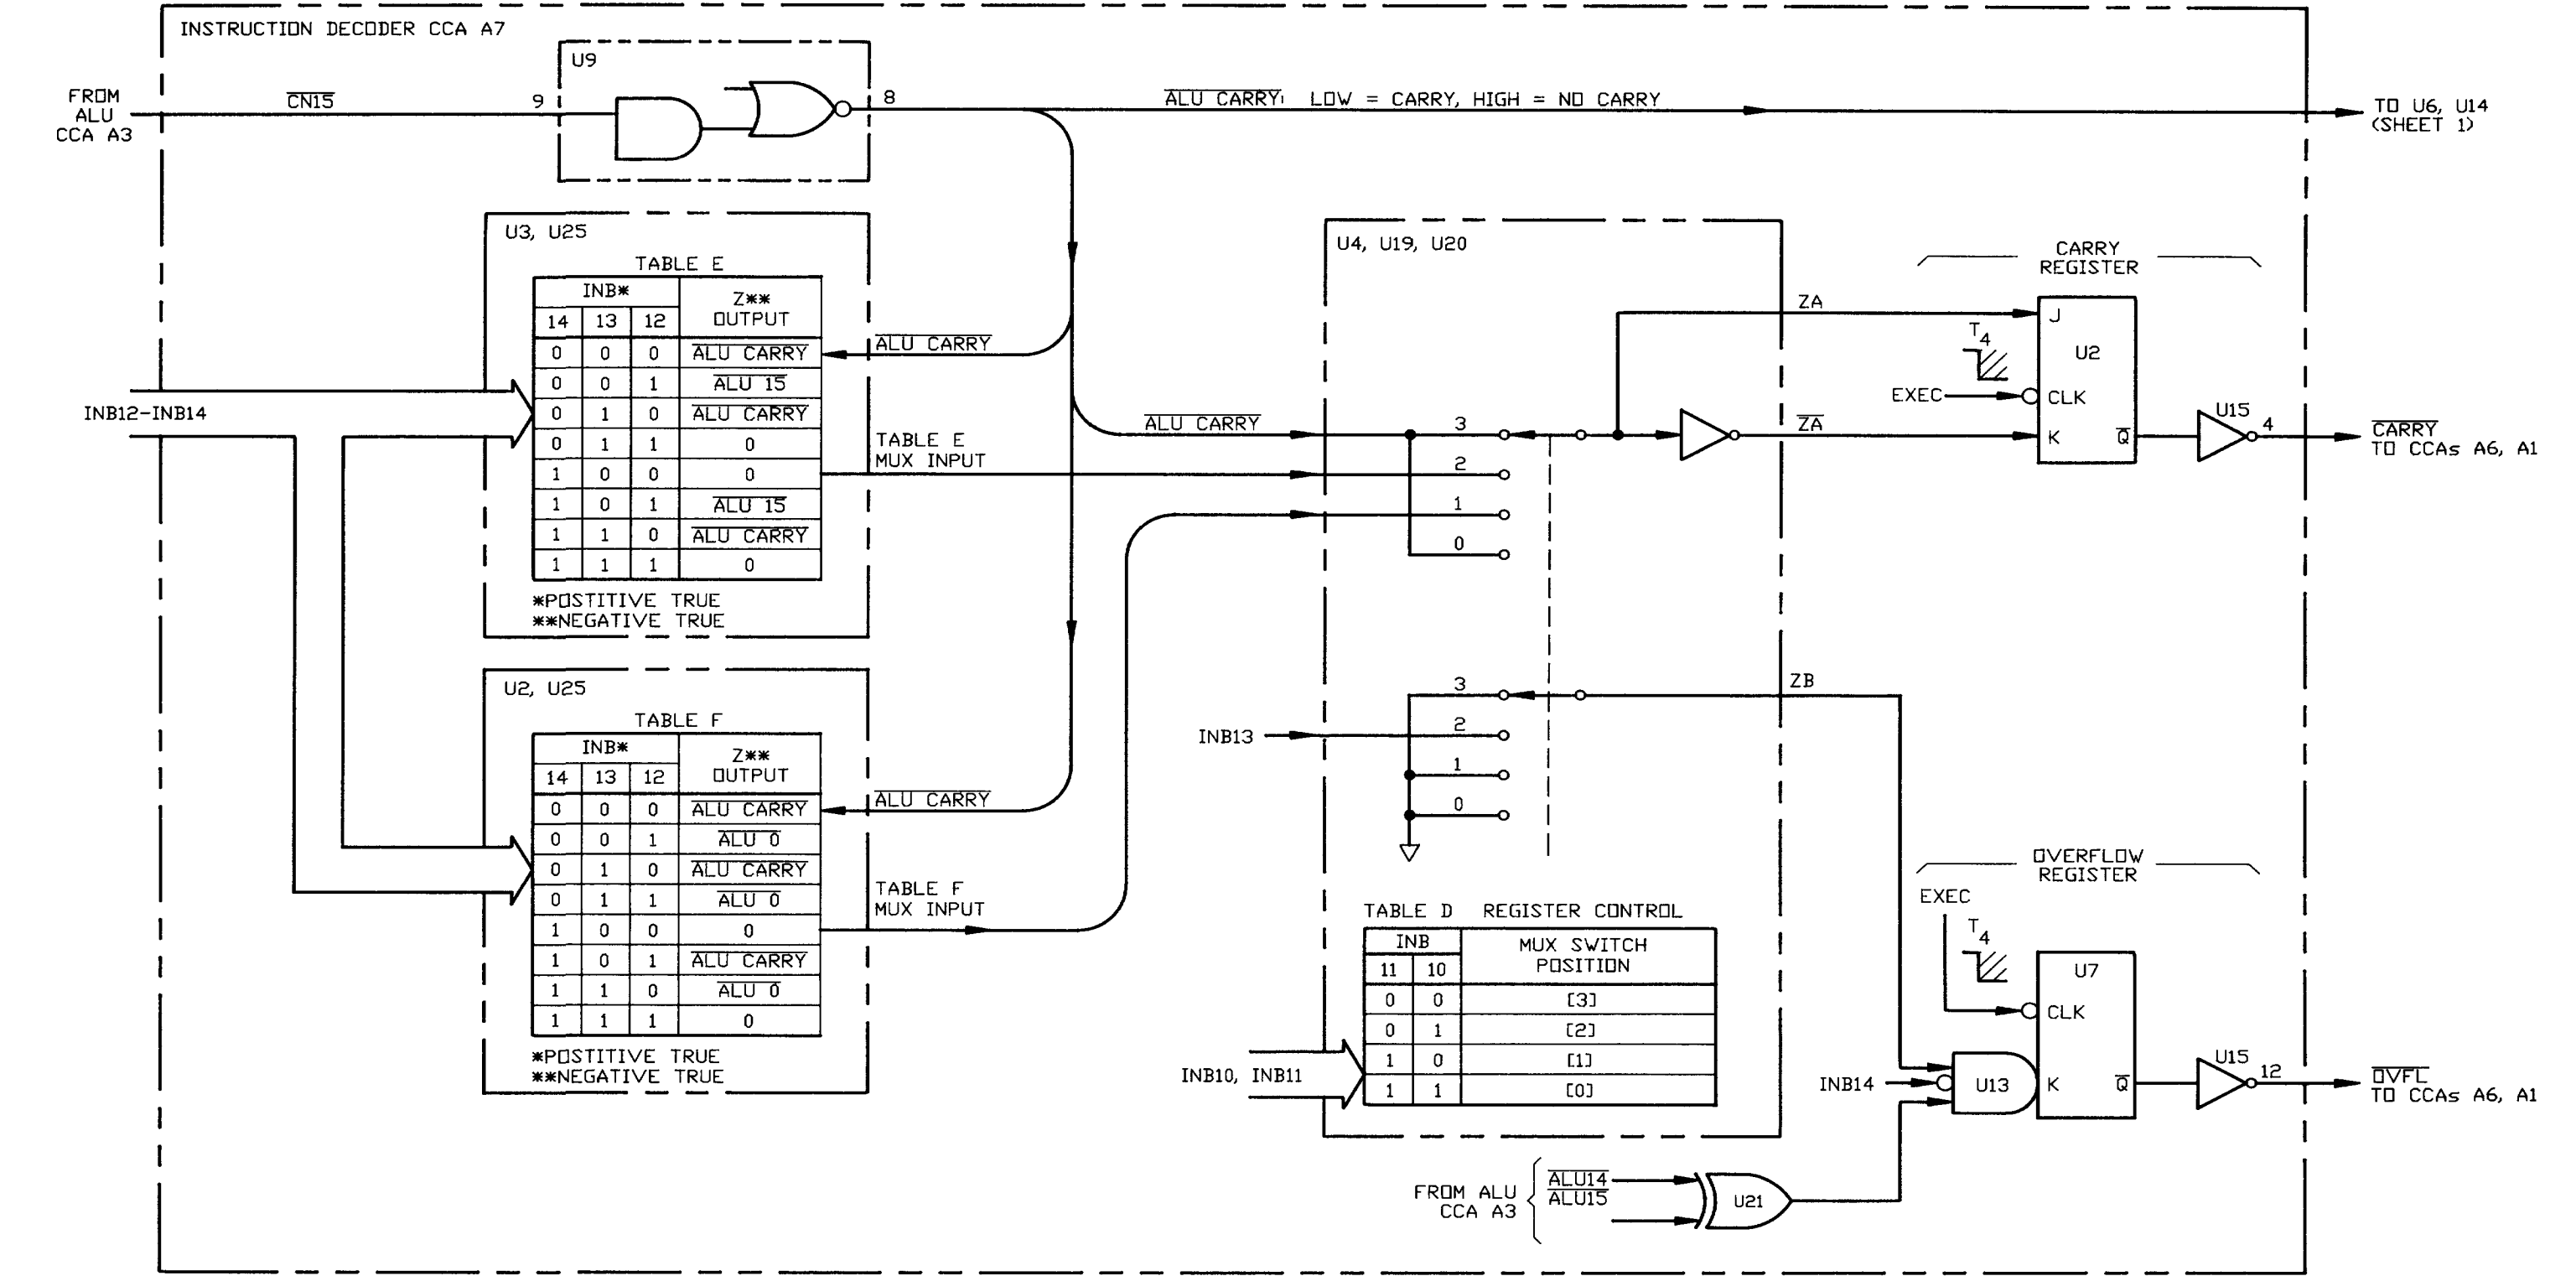 INSTRUCTION DECODER CCA A7
FROM
ALU
CCA A3
CN15
9
U9
8
ALU CARRY: LOW = CARRY, HIGH = NO CARRY
TO U6, U14
(SHEET 1)
U3, U25
TABLE E
INB* Z** OUTPUT
14 13 12
0 0 0 ALU CARRY
0 0 1 ALU 15
0 1 0 ALU CARRY
0 1 1 0
1 0 0 0
1 0 1 ALU 15
1 1 0 ALU CARRY
1 1 1 0
*POSTITIVE TRUE
**NEGATIVE TRUE
ALU CARRY
INB12-INB14
TABLE E
MUX INPUT
U2, U25
TABLE F
INB* Z** OUTPUT
14 13 12
0 0 0 ALU CARRY
0 0 1 ALU 0
0 1 0 ALU CARRY
0 1 1 ALU 0
1 0 0 0
1 0 1 ALU CARRY
1 1 0 ALU 0
1 1 1 0
*POSTITIVE TRUE
**NEGATIVE TRUE
ALU CARRY
TABLE F
MUX INPUT
U4, U19, U20
ALU CARRY
3
2
1
0
ZA
ZA
CARRY
REGISTER
T4
J
U2
EXEC
CLK
K
Q
U15
4
CARRY
TO CCAs A6, A1
3
ZB
INB13
2
1
0
TABLE D REGISTER CONTROL
INB MUX SWITCH POSITION
11 10
0 0 [3]
0 1 [2]
1 0 [1]
1 1 [0]
INB10, INB11
OVERFLOW
REGISTER
EXEC
T4
U7
CLK
INB14
U13
K
Q
U15
12
OVFL
TO CCAs A6, A1
FROM ALU
CCA A3
ALU14
ALU15
U21